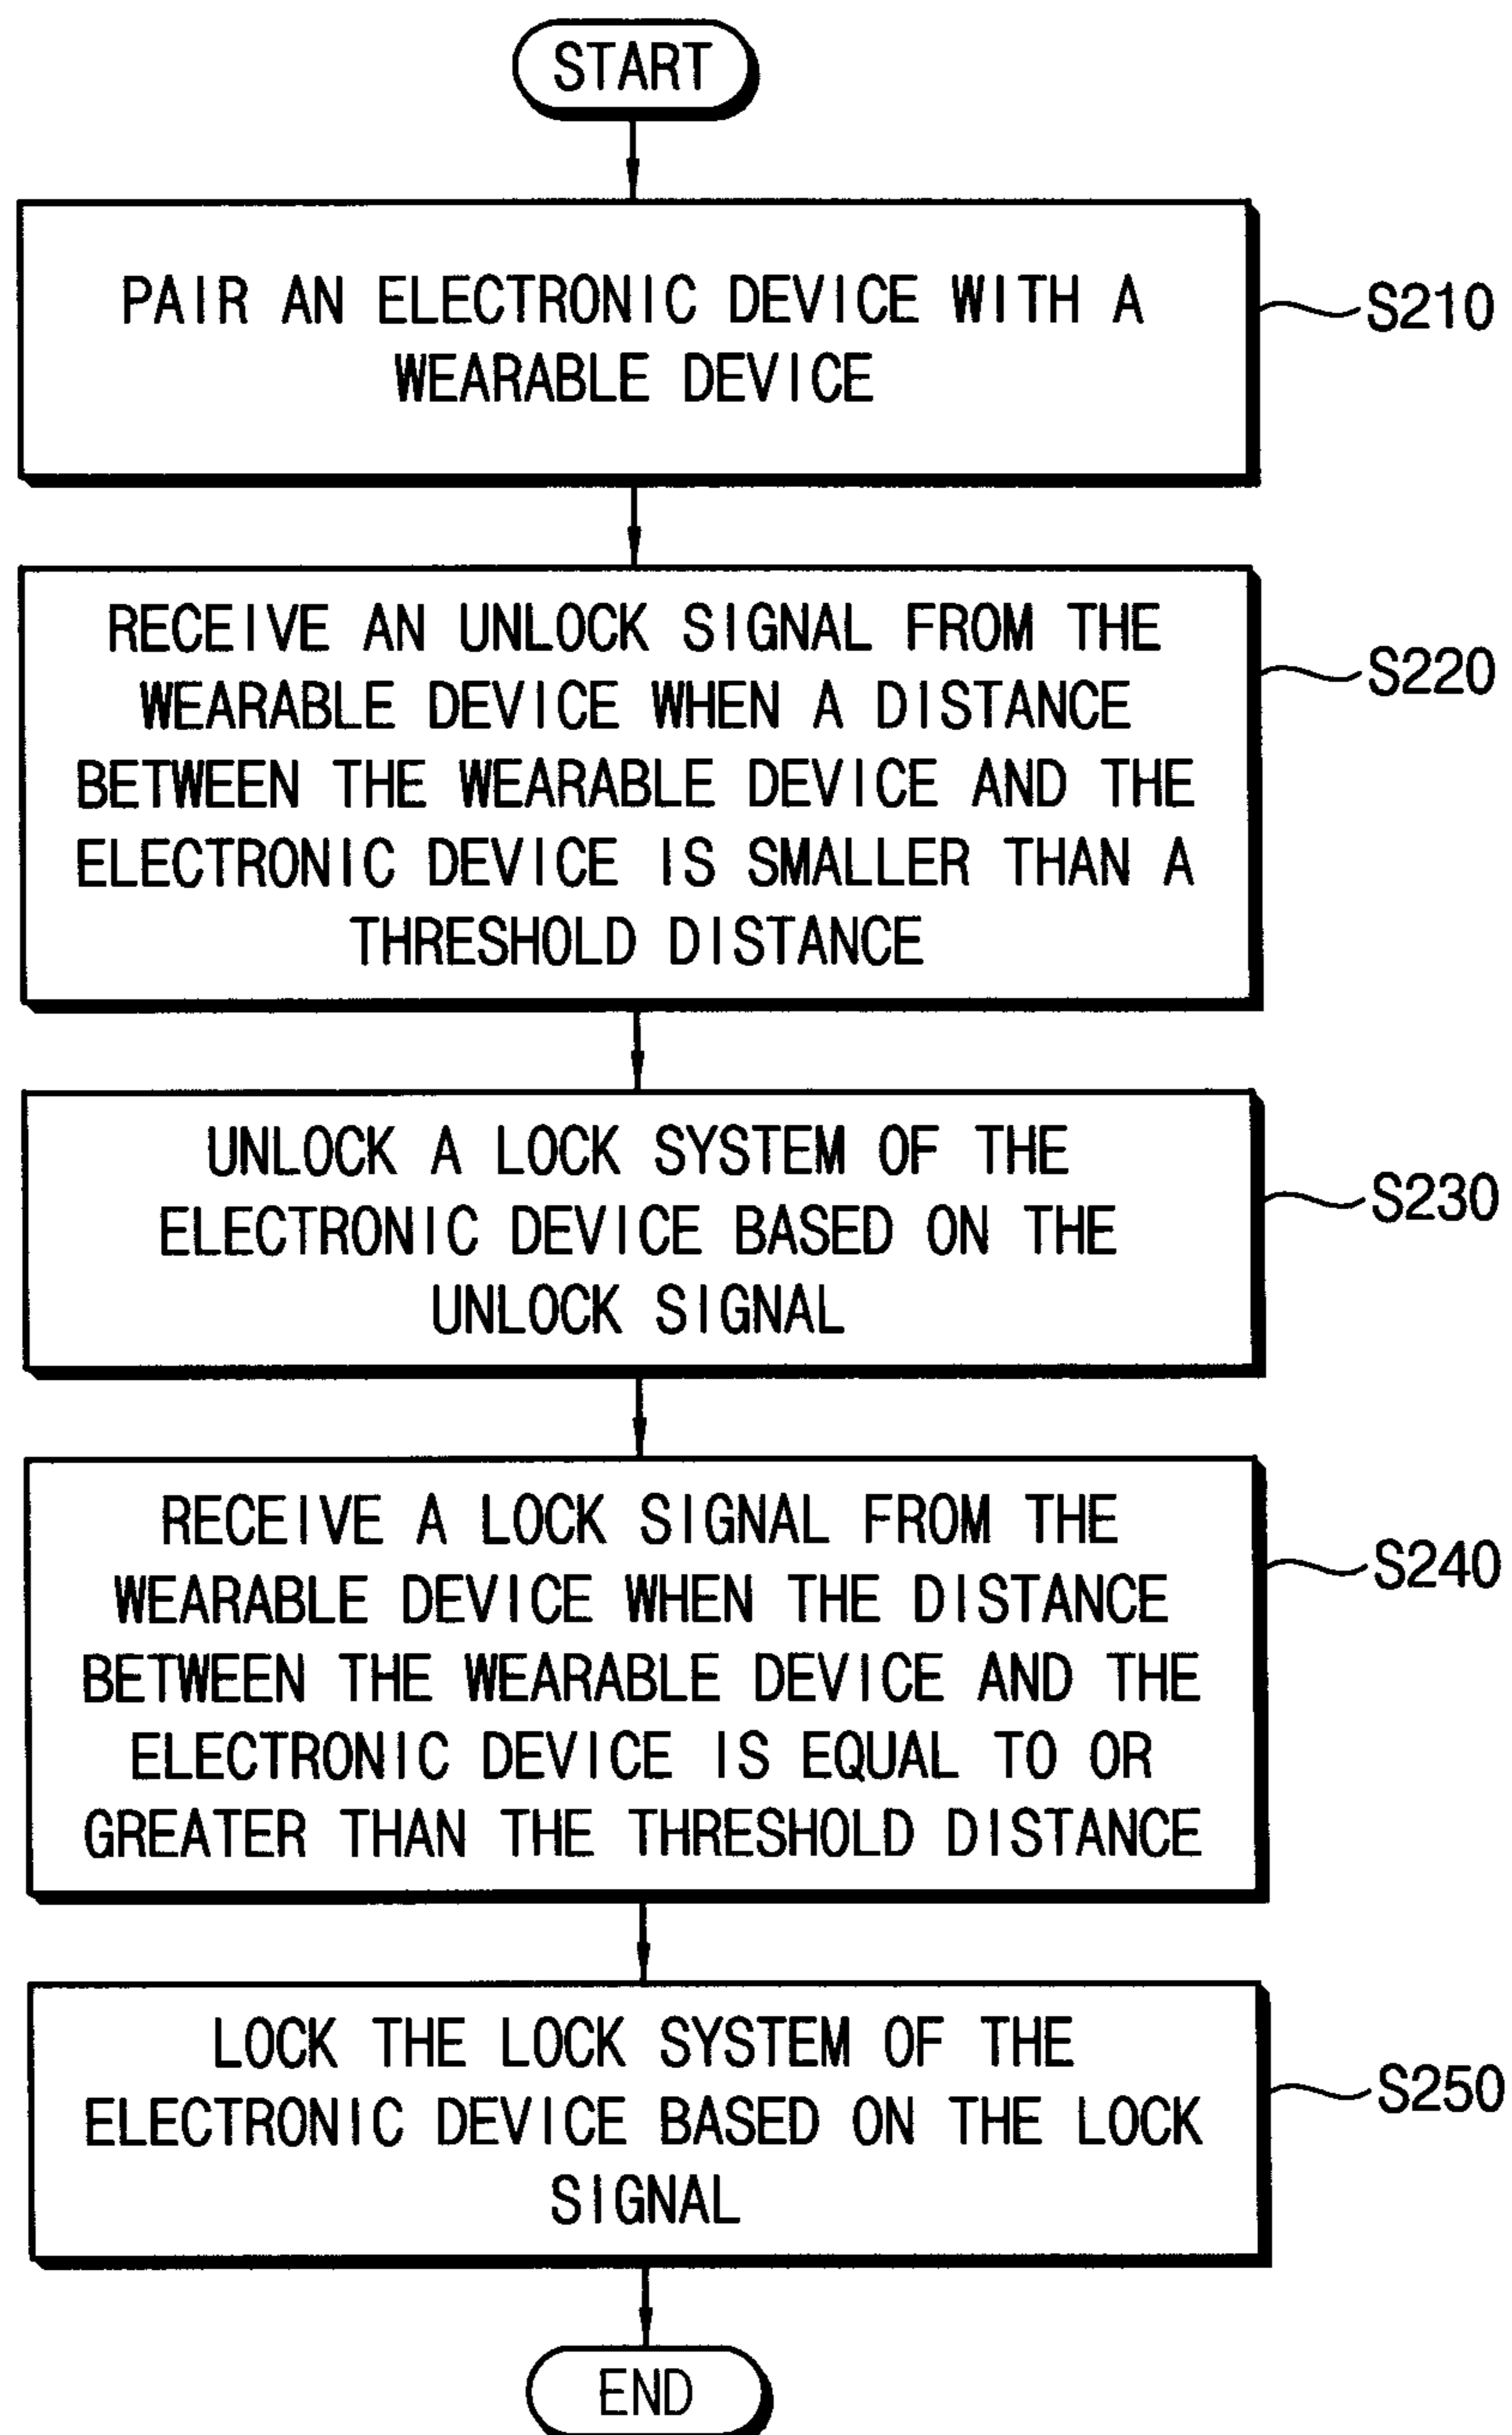 START
PAIR AN ELECTRONIC DEVICE WITH A
WEARABLE DEVICE
S210
RECEIVE AN UNLOCK SIGNAL FROM THE
WEARABLE DEVICE WHEN A DISTANCE
BETWEEN THE WEARABLE DEVICE AND THE
ELECTRONIC DEVICE IS SMALLER THAN A
THRESHOLD DISTANCE
S220
UNLOCK A LOCK SYSTEM OF THE
ELECTRONIC DEVICE BASED ON THE
UNLOCK SIGNAL
S230
RECEIVE A LOCK SIGNAL FROM THE
WEARABLE DEVICE WHEN THE DISTANCE
BETWEEN THE WEARABLE DEVICE AND THE
ELECTRONIC DEVICE IS EQUAL TO OR
GREATER THAN THE THRESHOLD DISTANCE
S240
LOCK THE LOCK SYSTEM OF THE
ELECTRONIC DEVICE BASED ON THE LOCK
SIGNAL
S250
END